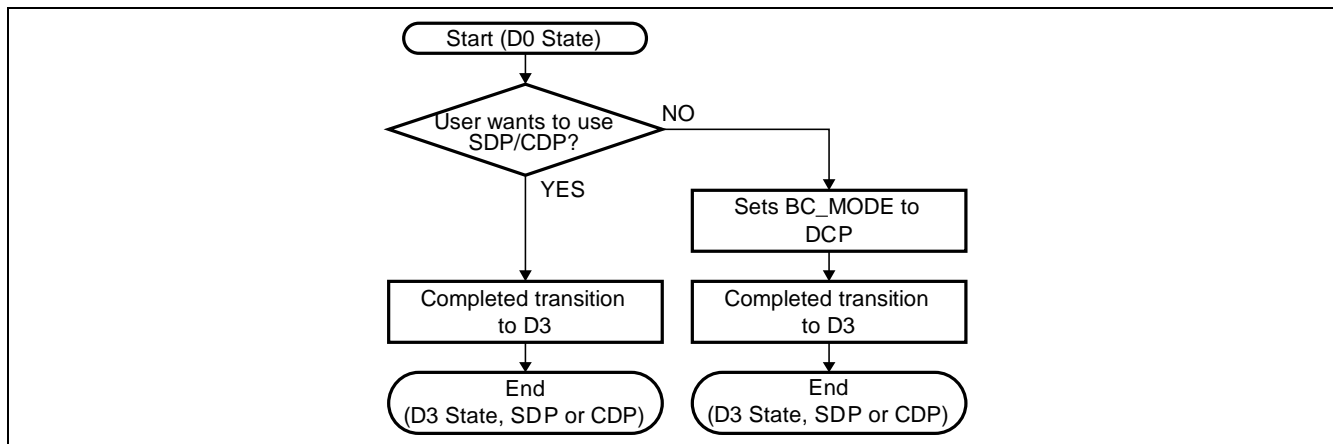 Start (D0 State)
User wants to use
SDP/CDP?
NO
YES
Sets BC_MODE to
DCP
Completed transition
to D3
Completed transition
to D3
End
(D3 State, SDP or CDP)
End
(D3 State, SDP or CDP)